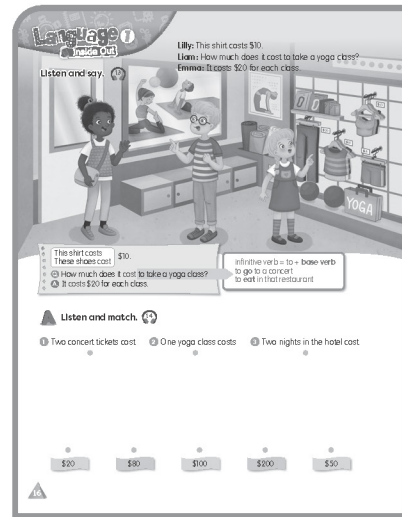 Language 1
Inside Out
Lilly: This shirt costs $10.
Liam: How much does it cost to take a yoga class?
Emma: It costs $20 for each class.
Listen and say.
YOGA
This shirt costs
These shoes cost
$10.
Q How much does it cost to take a yoga class?
A It costs $20 for each class.
infinitive verb = to + base verb
to go to a concert
to eat in that restaurant
A Listen and match.
1 Two concert tickets cost
2 One yoga class costs
3 Two nights in the hotel cost
$20
$80
$100
$200
$50
16